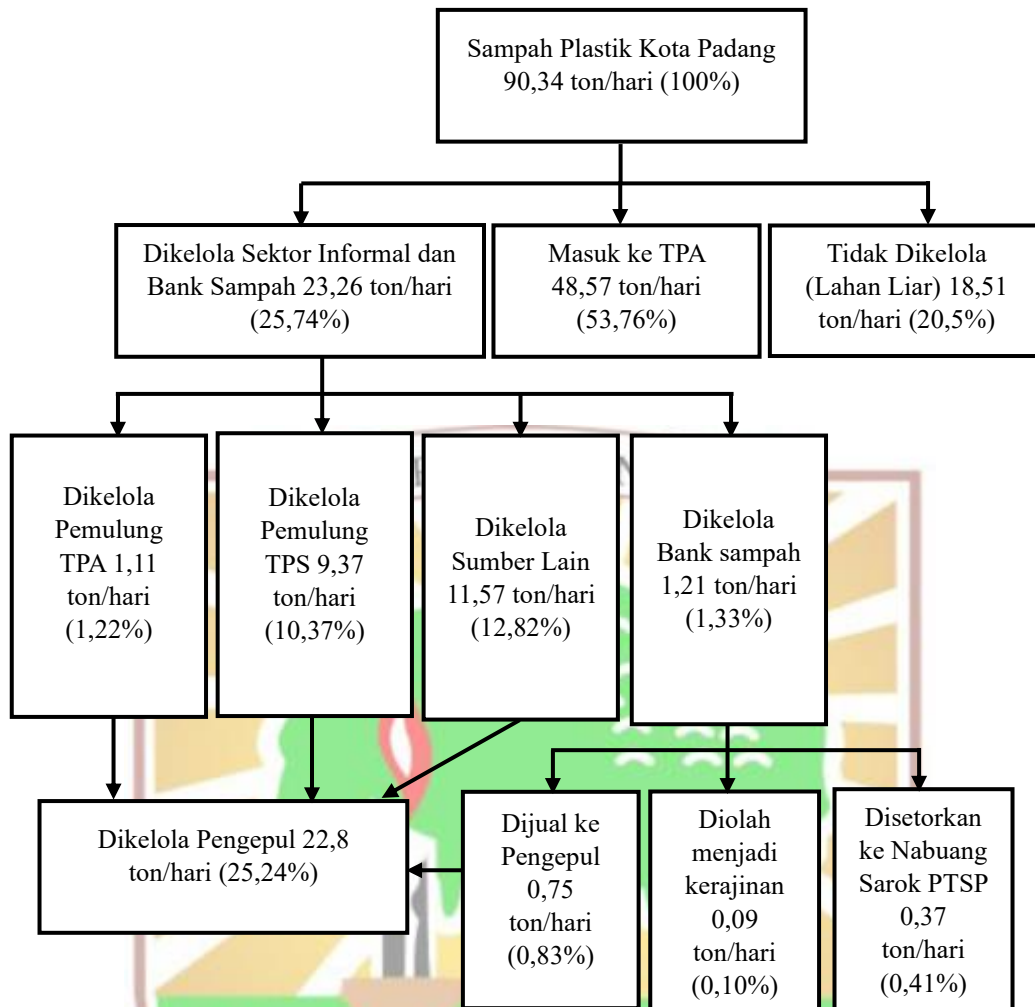 Sampah Plastik Kota Padang
90,34 ton/hari (100%)
Dikelola Sektor Informal dan
Bank Sampah 23,26 ton/hari
(25,74%)
Masuk ke TPA
48,57 ton/hari
(53,76%)
Tidak Dikelola
(Lahan Liar) 18,51
ton/hari (20,5%)
Dikelola
Pemulung
TPA 1,11
ton/hari
(1,22%)
Dikelola
Pemulung
TPS 9,37
ton/hari
(10,37%)
Dikelola
Sumber Lain
11,57 ton/hari
(12,82%)
Dikelola
Bank sampah
1,21 ton/hari
(1,33%)
Dikelola Pengepul 22,8
ton/hari (25,24%)
Dijual ke
Pengepul
0,75
ton/hari
(0,83%)
Diolah
menjadi
kerajinan
0,09
ton/hari
(0,10%)
Disetorkan
ke Nabuang
Sarok PTSP
0,37
ton/hari
(0,41%)